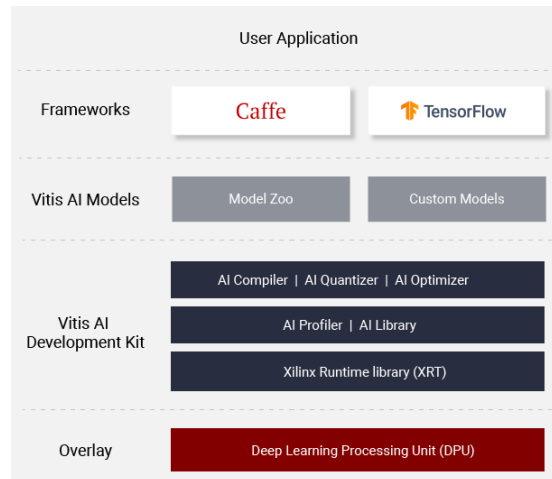 User Application
Frameworks
Caffe
TensorFlow
Vitis AI Models
Model Zoo
Custom Models
Vitis AI
Development Kit
AI Compiler | AI Quantizer | AI Optimizer
AI Profiler | AI Library
Xilinx Runtime library (XRT)
Overlay
Deep Learning Processing Unit (DPU)